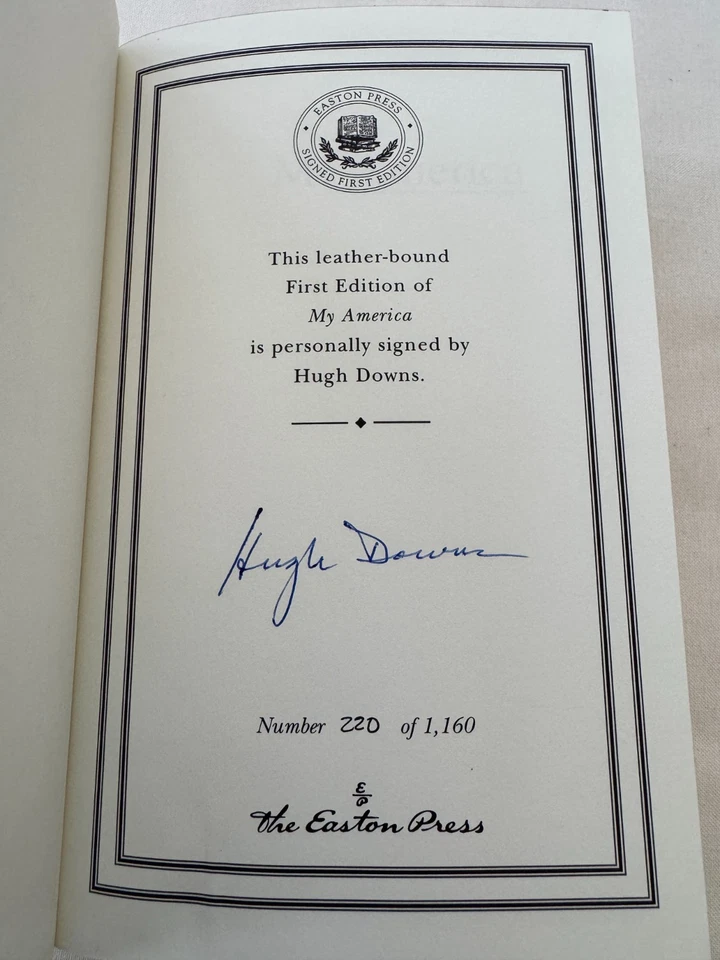 EASTON PRESS
SIGNED FIRST EDITION
This leather-bound
First Edition of
My America
is personally signed by
Hugh Downs.
Hugh Downs
Number 220 of 1,160
E
P
The Easton Press